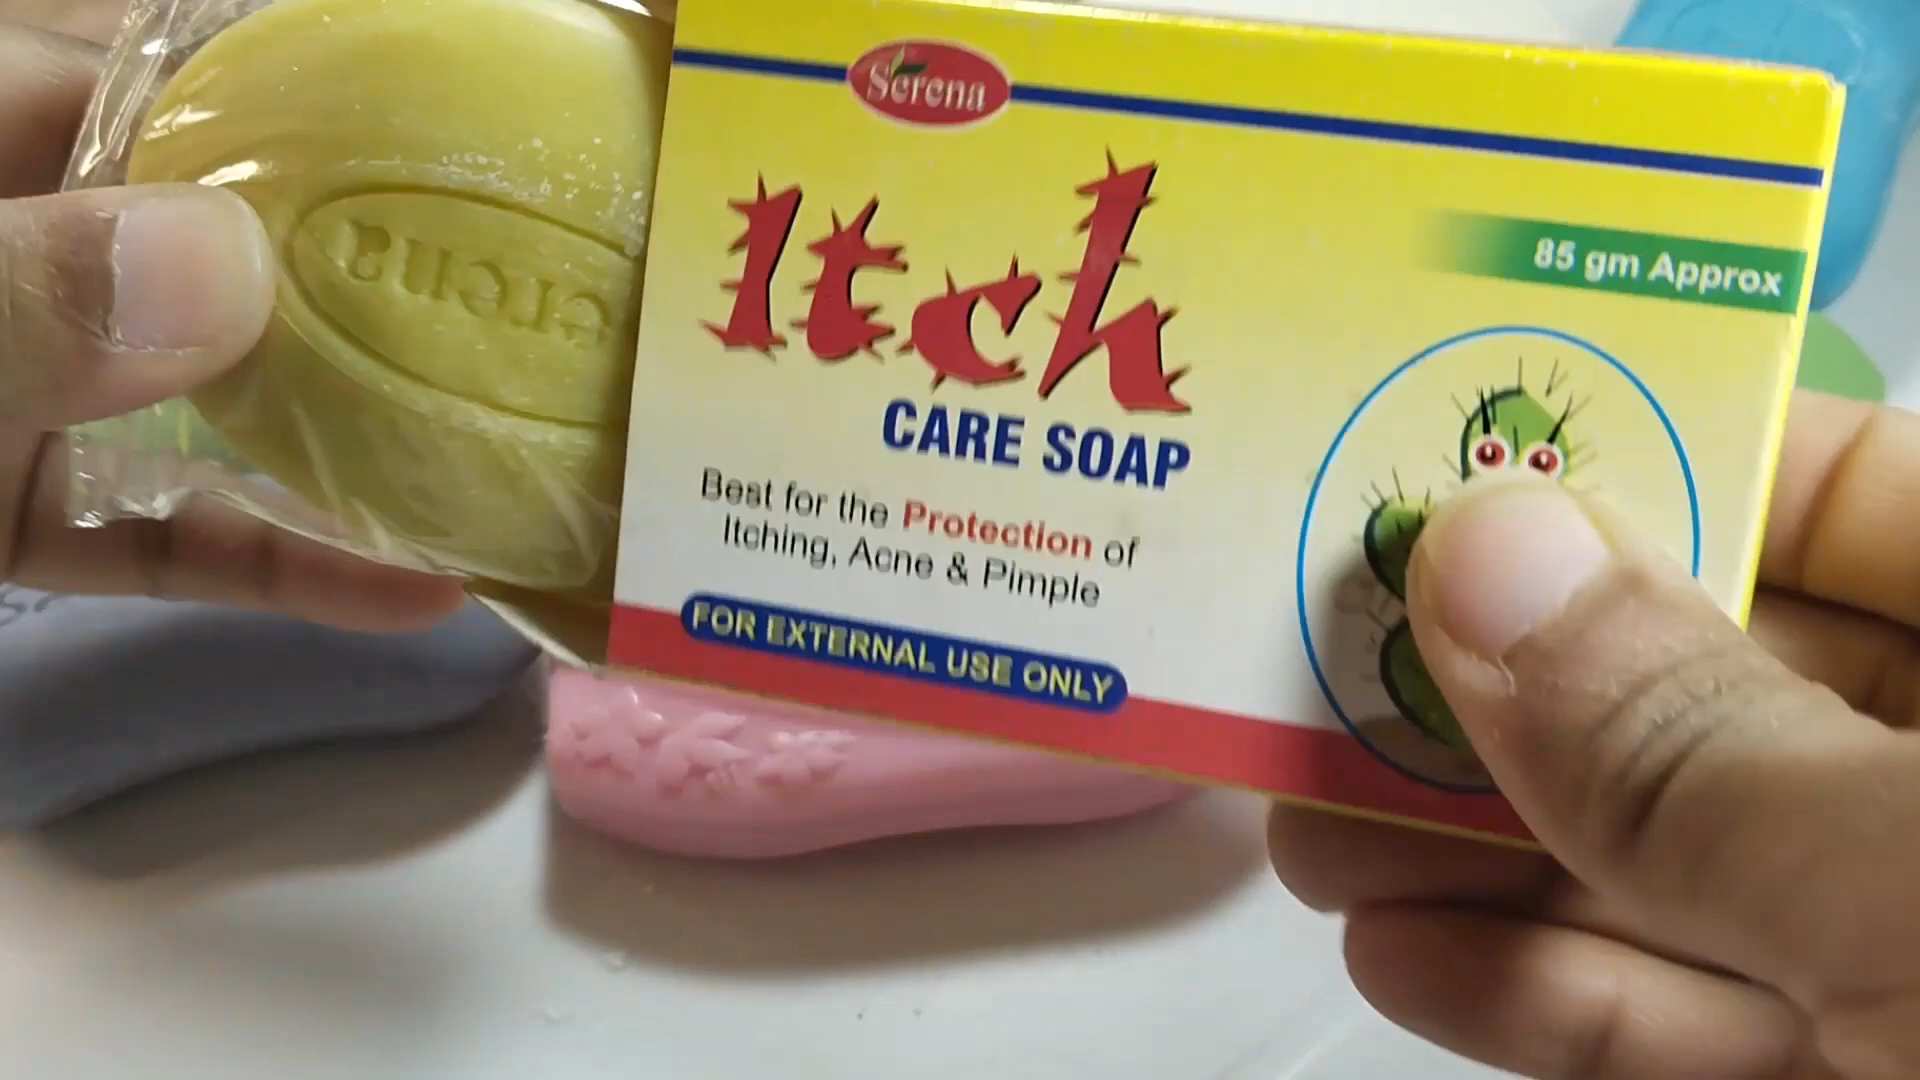 Serena
Itch
CARE SOAP
85 gm Approx
Best for the Protection of
Itching, Acne & Pimple
FOR EXTERNAL USE ONLY
erena